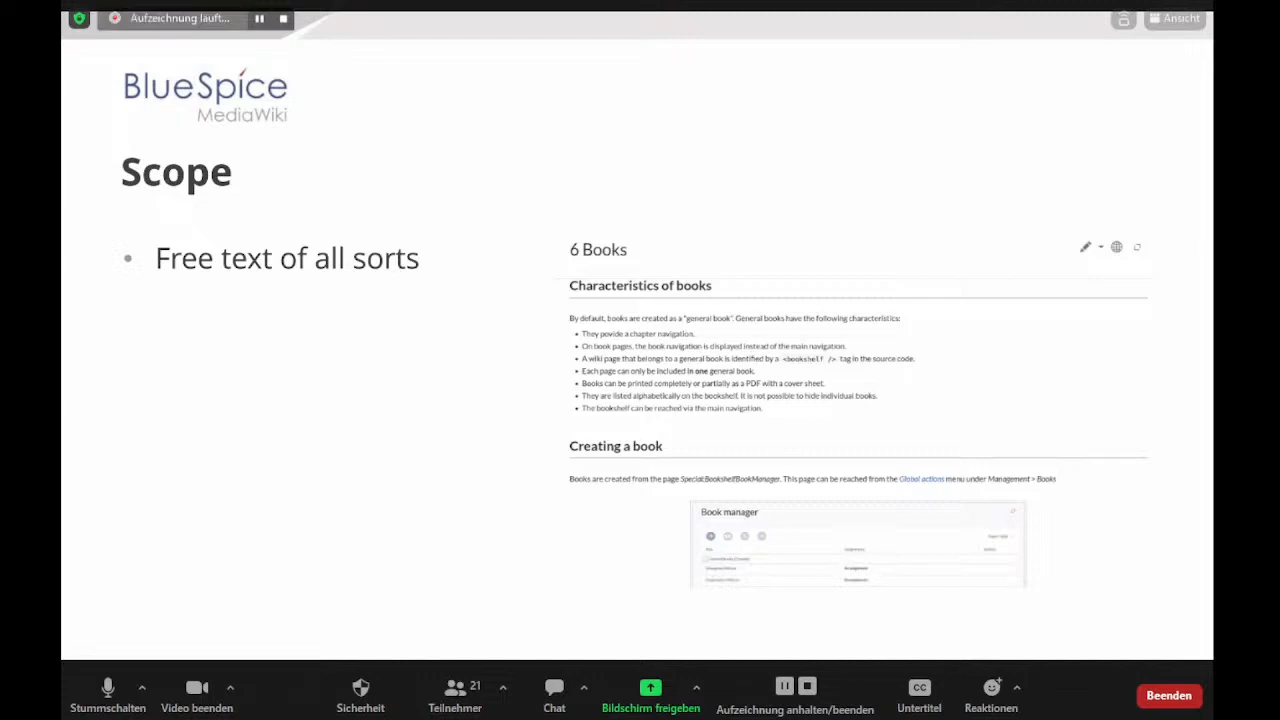 Aufzeichnung läuft...
Ansicht
BlueSpice
MediaWiki
Scope
• Free text of all sorts
6 Books
Characteristics of books
By default, books are created as a "general book". General books have the following characteristics:
• They povide a chapter navigation.
• On book pages, the book navigation is displayed instead of the main navigation.
• A wiki page that belongs to a general book is identified by a <bookshelf /> tag in the source code.
• Each page can only be included in one general book.
• Books can be printed completely or partially as a PDF with a cover sheet.
• They are listed alphabetically on the bookshelf. It is not possible to hide individual books.
• The bookshelf can be reached via the main navigation.
Creating a book
Books are created from the page Special:BookshelfBookManager. This page can be reached from the Global actions menu under Management > Books
Book manager
Stummschalten
Video beenden
Sicherheit
21
Teilnehmer
Chat
Bildschirm freigeben
Aufzeichnung anhalten/beenden
CC
Untertitel
Reaktionen
Beenden